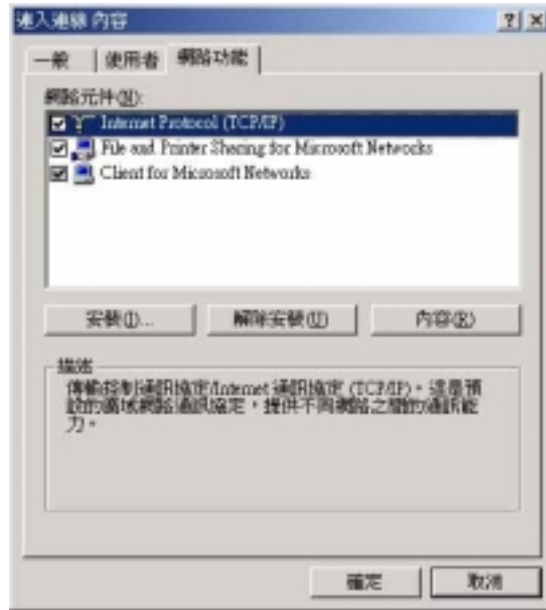 連入連線 內容
一般
使用者
網路功能
網路元件(N):
Internet Protocol (TCP/IP)
File and Printer Sharing for Microsoft Networks
Client for Microsoft Networks
安裝(I)...
解除安裝(U)
內容(R)
描述
傳輸控制通訊協定/Internet 通訊協定 (TCP/IP)。這是預
設的廣域網路通訊協定，提供不同網路之間的通訊能
力。
確定
取消